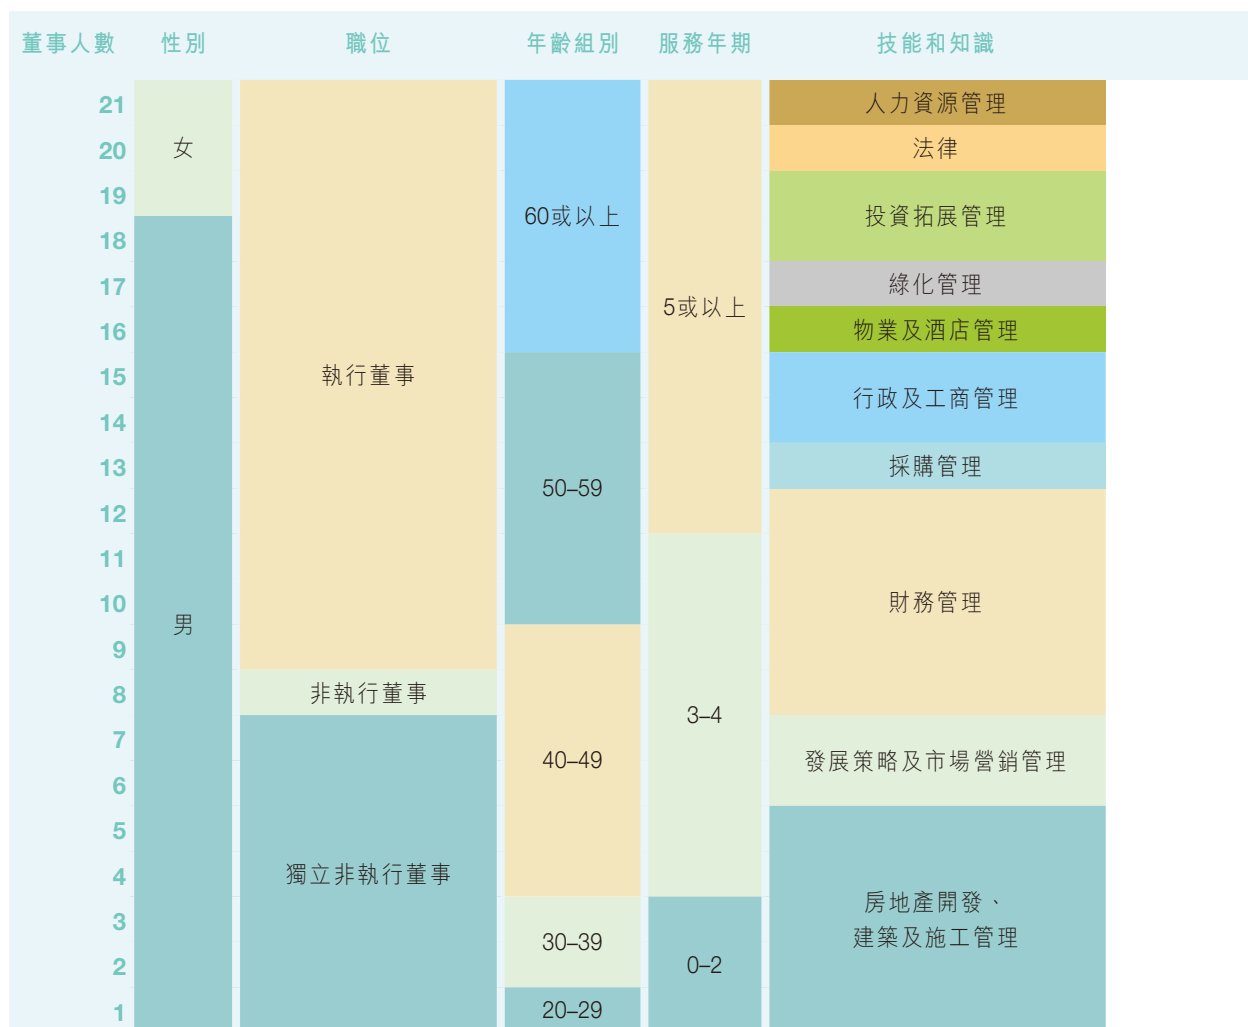 董事人數 性別 職位 年齡組別 服務年期 技能和知識
21 人力資源管理
20 女 法律
19
18 60或以上 投資拓展管理
17 綠化管理
16 5或以上 物業及酒店管理
15 執行董事
14 行政及工商管理
13 採購管理
12 50–59
11
10 男 財務管理
9
8 非執行董事
7 3–4
6 40–49 發展策略及市場營銷管理
5
4 獨立非執行董事
3 房地產開發、
2 30–39 0–2 建築及施工管理
1 20–29